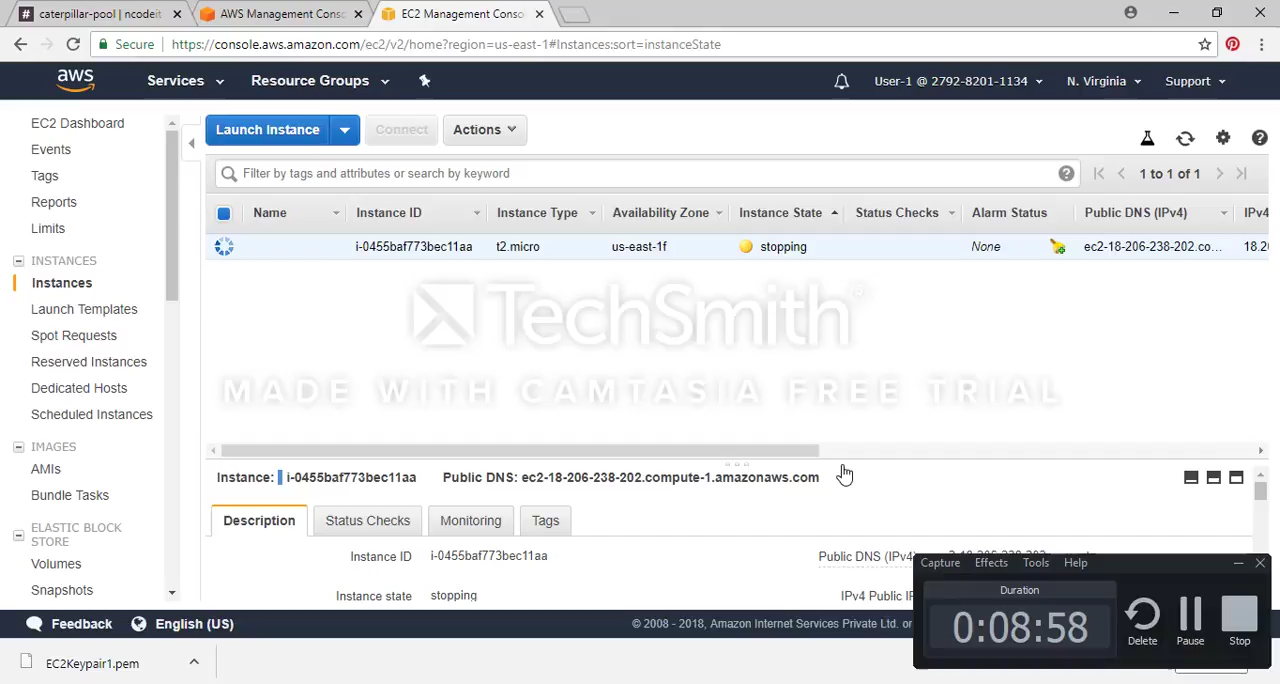 caterpillar-pool | ncodeit
AWS Management Conso
EC2 Management Conso
Secure
https://console.aws.amazon.com/ec2/v2/home?region=us-east-1#Instances:sort=instanceState
aws
Services
Resource Groups
User-1 @ 2792-8201-1134
N. Virginia
Support
EC2 Dashboard
Events
Tags
Reports
Limits
INSTANCES
Instances
Launch Templates
Spot Requests
Reserved Instances
Dedicated Hosts
Scheduled Instances
IMAGES
AMIs
Bundle Tasks
ELASTIC BLOCK
STORE
Volumes
Snapshots
Launch Instance
Connect
Actions
Filter by tags and attributes or search by keyword
1 to 1 of 1
Name
Instance ID
Instance Type
Availability Zone
Instance State
Status Checks
Alarm Status
Public DNS (IPv4)
IPv4
i-0455baf773bec11aa
t2.micro
us-east-1f
stopping
None
ec2-18-206-238-202.co...
18.20
TechSmith
MADE WITH CAMTASIA FREE TRIAL
Instance: i-0455baf773bec11aa
Public DNS: ec2-18-206-238-202.compute-1.amazonaws.com
Description
Status Checks
Monitoring
Tags
Instance ID
i-0455baf773bec11aa
Public DNS (IPv4)
Instance state
stopping
IPv4 Public IP
Capture
Effects
Tools
Help
Duration
0:08:58
Delete
Pause
Stop
Feedback
English (US)
© 2008 - 2018, Amazon Internet Services Private Ltd. or
EC2Keypair1.pem